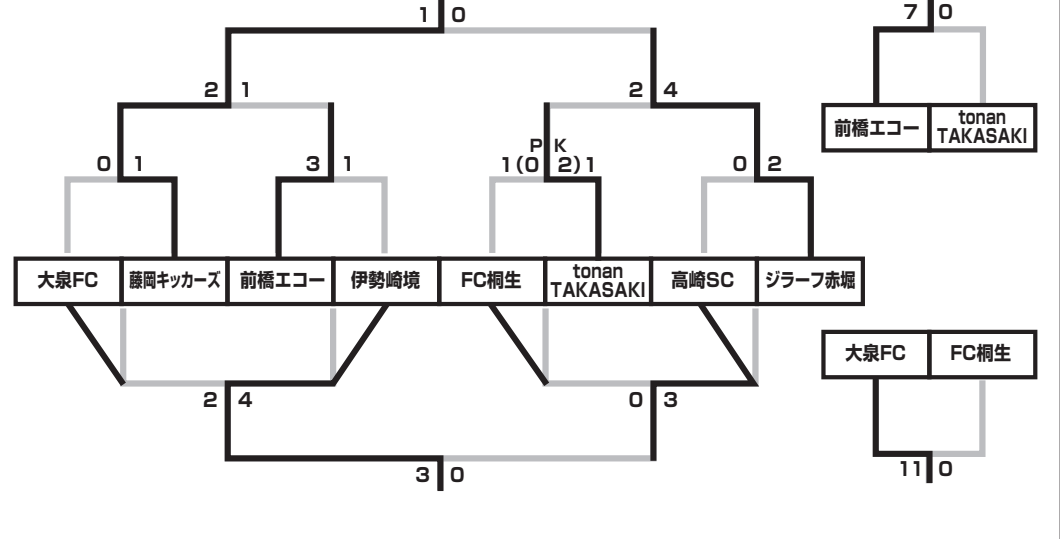 1 0
7 0
2 1
2 4
前橋エコー
tonan
TAKASAKI
P K
0 1
3 1
1(0 2)1
0 2
大泉FC
藤岡キッカーズ
前橋エコー
伊勢崎境
FC桐生
tonan
TAKASAKI
高崎SC
ジラーフ赤堀
大泉FC
FC桐生
2 4
0 3
3 0
11 0